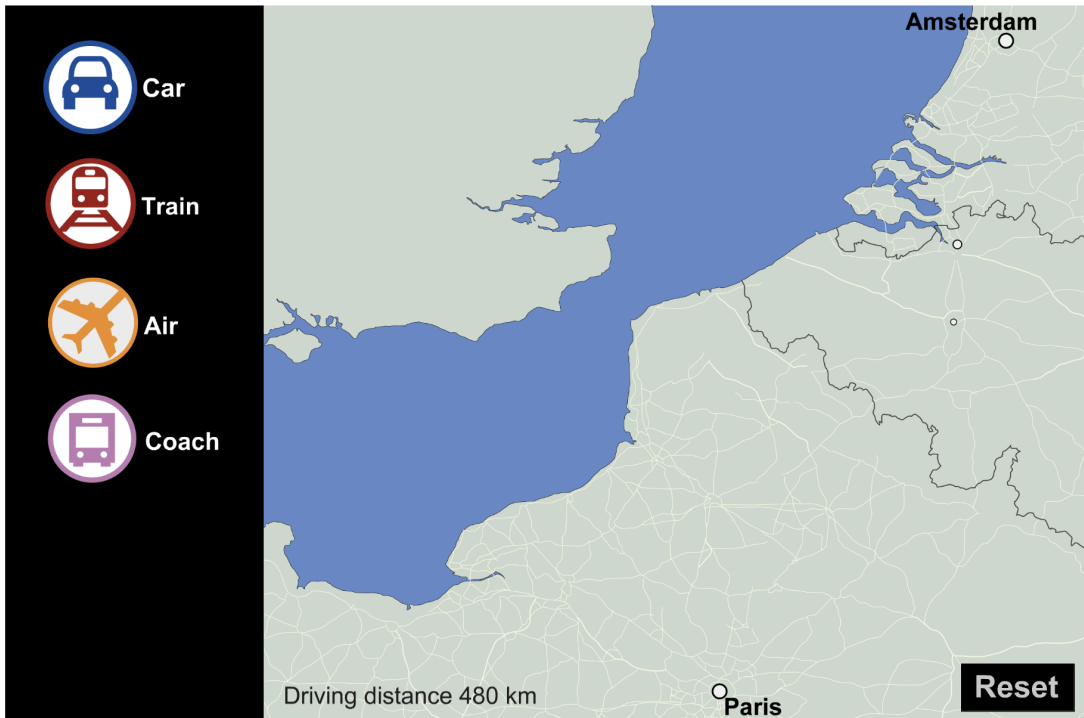 Car
Train
Air
Coach
Amsterdam
Driving distance 480 km
Paris
Reset